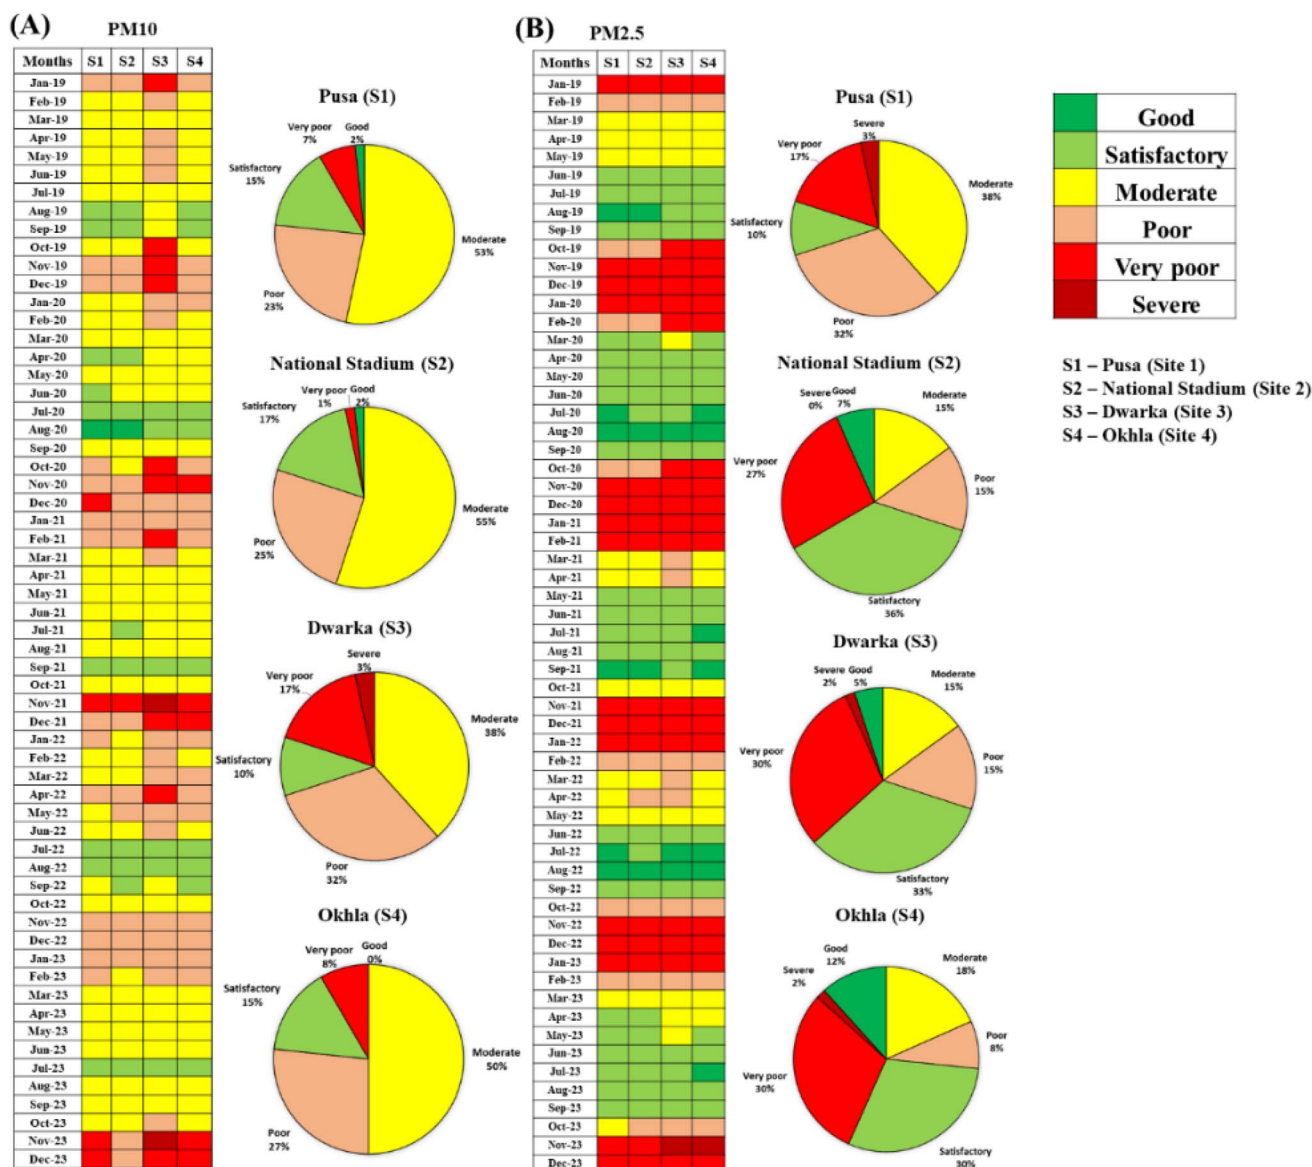 (A)
PM10
Months S1 S2 S3 S4
Jan-19
Feb-19
Mar-19
Apr-19
May-19
Jun-19
Jul-19
Aug-19
Sep-19
Oct-19
Nov-19
Dec-19
Jan-20
Feb-20
Mar-20
Apr-20
May-20
Jun-20
Jul-20
Aug-20
Sep-20
Oct-20
Nov-20
Dec-20
Jan-21
Feb-21
Mar-21
Apr-21
May-21
Jun-21
Jul-21
Aug-21
Sep-21
Oct-21
Nov-21
Dec-21
Jan-22
Feb-22
Mar-22
Apr-22
May-22
Jun-22
Jul-22
Aug-22
Sep-22
Oct-22
Nov-22
Dec-22
Jan-23
Feb-23
Mar-23
Apr-23
May-23
Jun-23
Jul-23
Aug-23
Sep-23
Oct-23
Nov-23
Dec-23
Pusa (S1)
Very poor
7%
Good
2%
Satisfactory
15%
Moderate
53%
Poor
23%
National Stadium (S2)
Very poor
1%
Good
2%
Satisfactory
17%
Moderate
55%
Poor
25%
Dwarka (S3)
Severe
3%
Very poor
17%
Moderate
38%
Satisfactory
10%
Poor
32%
Okhla (S4)
Very poor
8%
Good
0%
Satisfactory
15%
Moderate
50%
Poor
27%
(B)
PM2.5
Months S1 S2 S3 S4
Jan-19
Feb-19
Mar-19
Apr-19
May-19
Jun-19
Jul-19
Aug-19
Sep-19
Oct-19
Nov-19
Dec-19
Jan-20
Feb-20
Mar-20
Apr-20
May-20
Jun-20
Jul-20
Aug-20
Sep-20
Oct-20
Nov-20
Dec-20
Jan-21
Feb-21
Mar-21
Apr-21
May-21
Jun-21
Jul-21
Aug-21
Sep-21
Oct-21
Nov-21
Dec-21
Jan-22
Feb-22
Mar-22
Apr-22
May-22
Jun-22
Jul-22
Aug-22
Sep-22
Oct-22
Nov-22
Dec-22
Jan-23
Feb-23
Mar-23
Apr-23
May-23
Jun-23
Jul-23
Aug-23
Sep-23
Oct-23
Nov-23
Dec-23
Pusa (S1)
Severe
3%
Very poor
17%
Moderate
38%
Satisfactory
10%
Poor
32%
National Stadium (S2)
Severe
0%
Good
7%
Moderate
15%
Very poor
27%
Poor
15%
Satisfactory
36%
Dwarka (S3)
Severe
2%
Good
5%
Moderate
15%
Very poor
30%
Poor
15%
Satisfactory
33%
Okhla (S4)
Good
12%
Severe
2%
Moderate
18%
Poor
8%
Very poor
30%
Satisfactory
30%
Good
Satisfactory
Moderate
Poor
Very poor
Severe
S1 – Pusa (Site 1)
S2 – National Stadium (Site 2)
S3 – Dwarka (Site 3)
S4 – Okhla (Site 4)